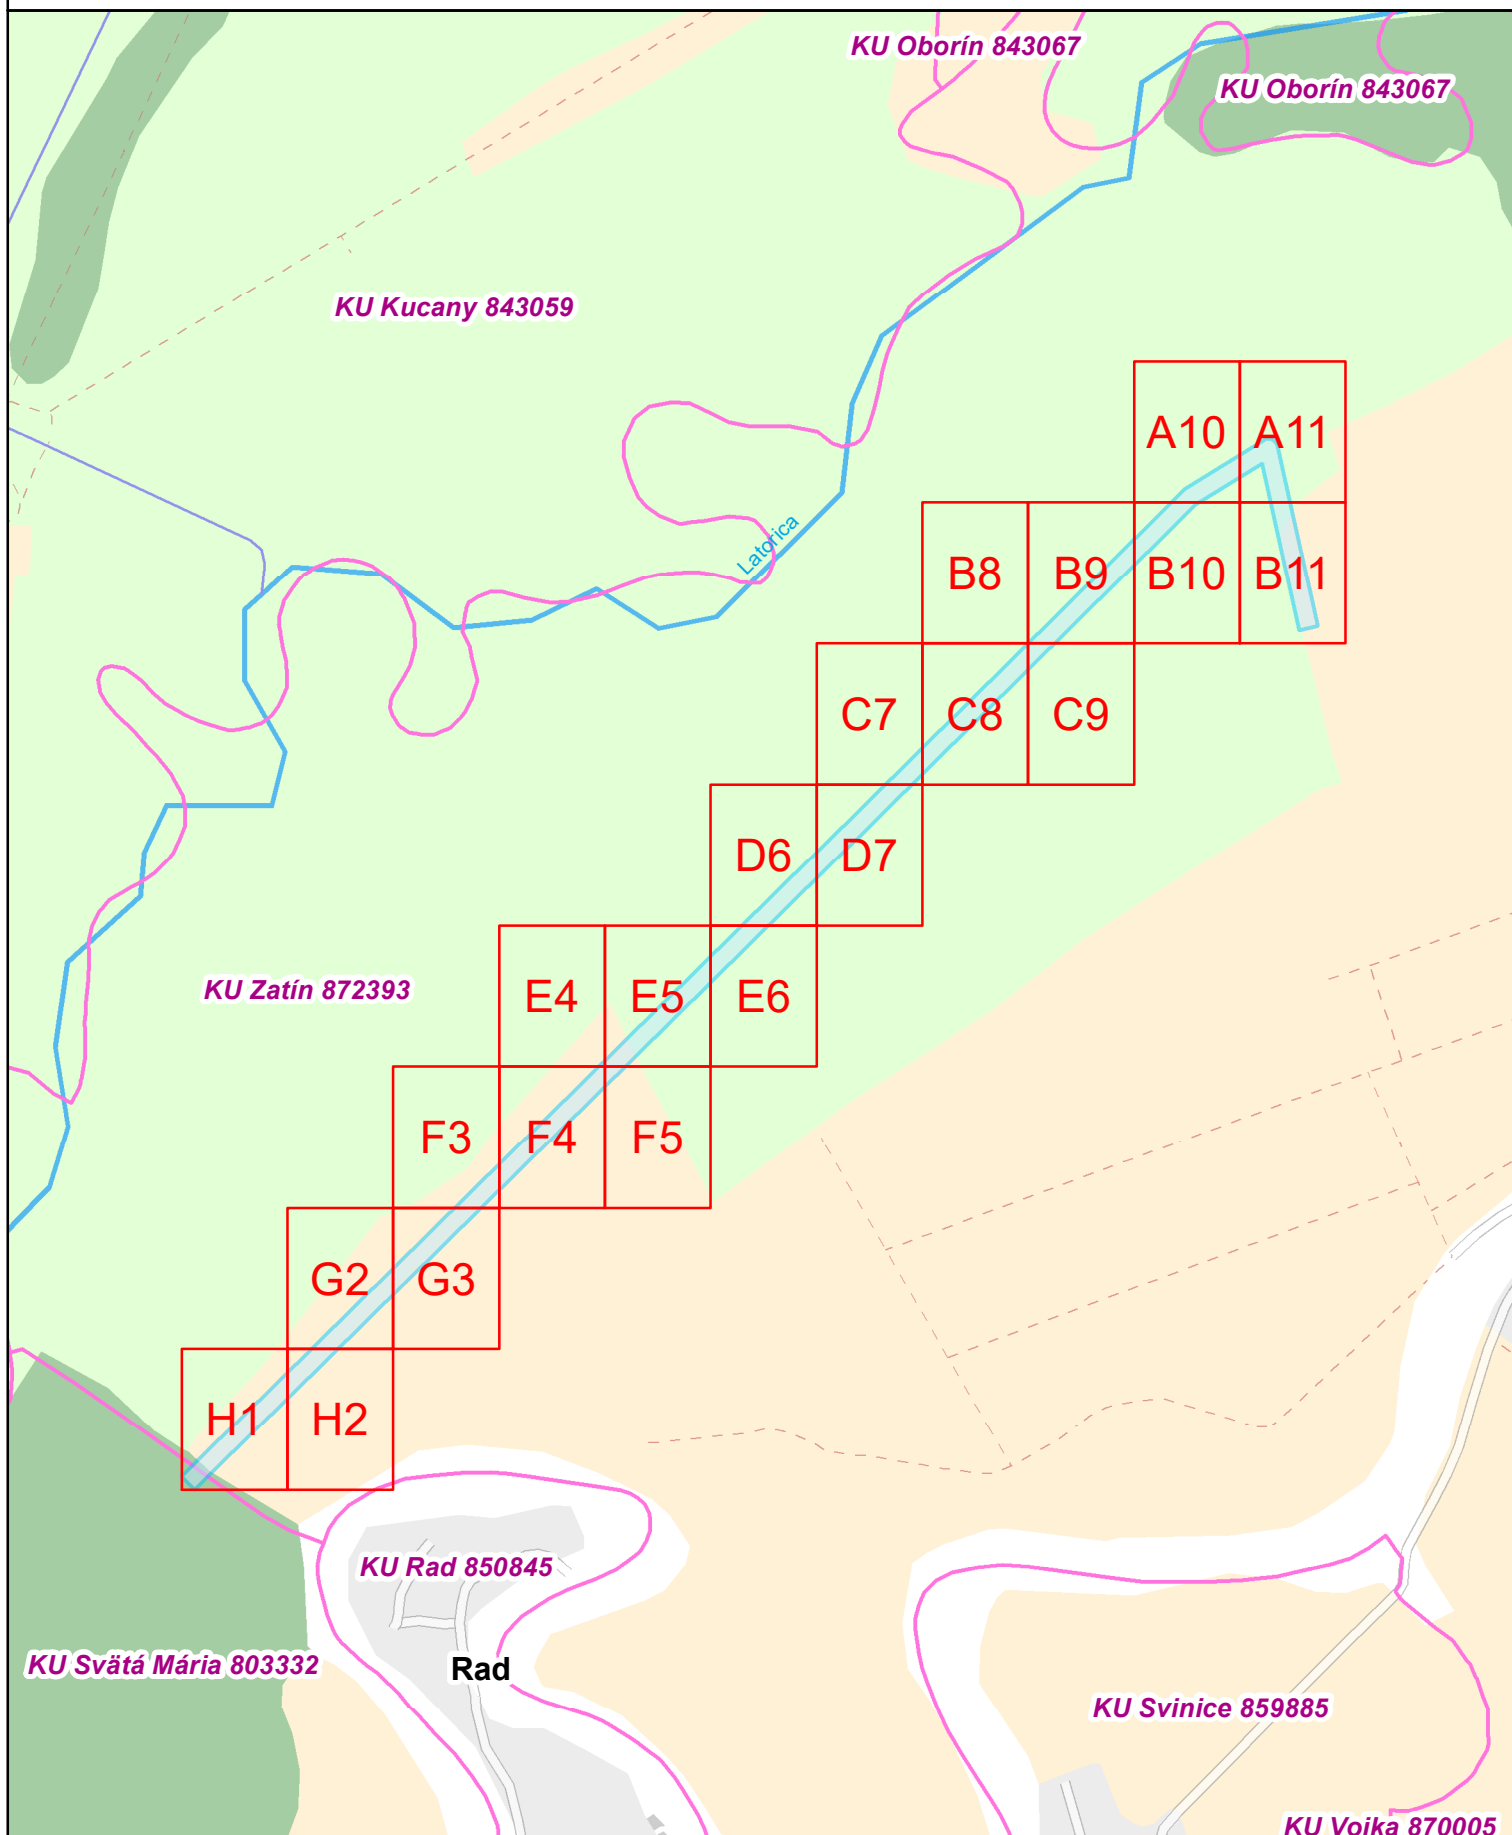 KU Oborín 843067
KU Oborín 843067
KU Kucany 843059
A10 A11
Latorica
B8 B9 B10 B11
C7 C8 C9
D6 D7
KU Zatín 872393
E4 E5 E6
F3 F4 F5
G2 G3
H1 H2
KU Rad 850845
KU Svätá Mária 803332
Rad
KU Svinice 859885
KU Vojka 870005